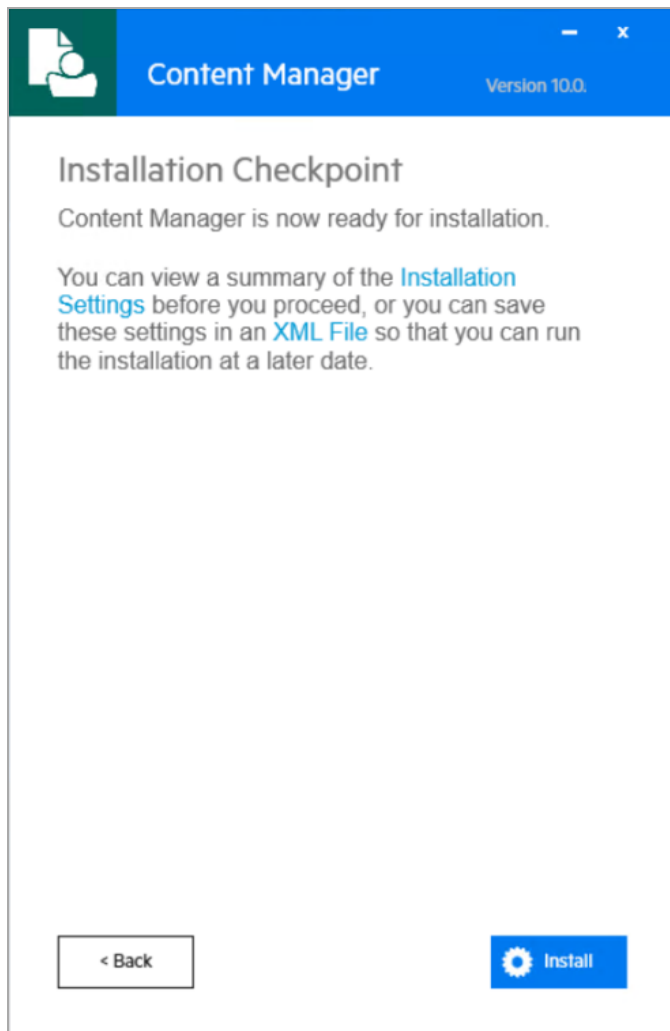 Content Manager
Version 10.0.
Installation Checkpoint
Content Manager is now ready for installation.
You can view a summary of the Installation
Settings before you proceed, or you can save
these settings in an XML File so that you can run
the installation at a later date.
< Back
Install